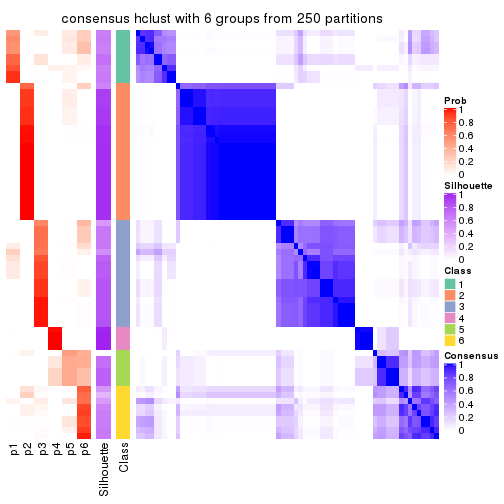 consensus hclust with 6 groups from 250 partitions
Prob
1
0.8
0.6
0.4
0.2
0
Silhouette
1
0.8
0.6
0.4
0.2
0
Class
1
2
3
4
5
6
Consensus
1
0.8
0.6
0.4
0.2
0
p1
p2
p3
p4
p5
p6
Silhouette
Class